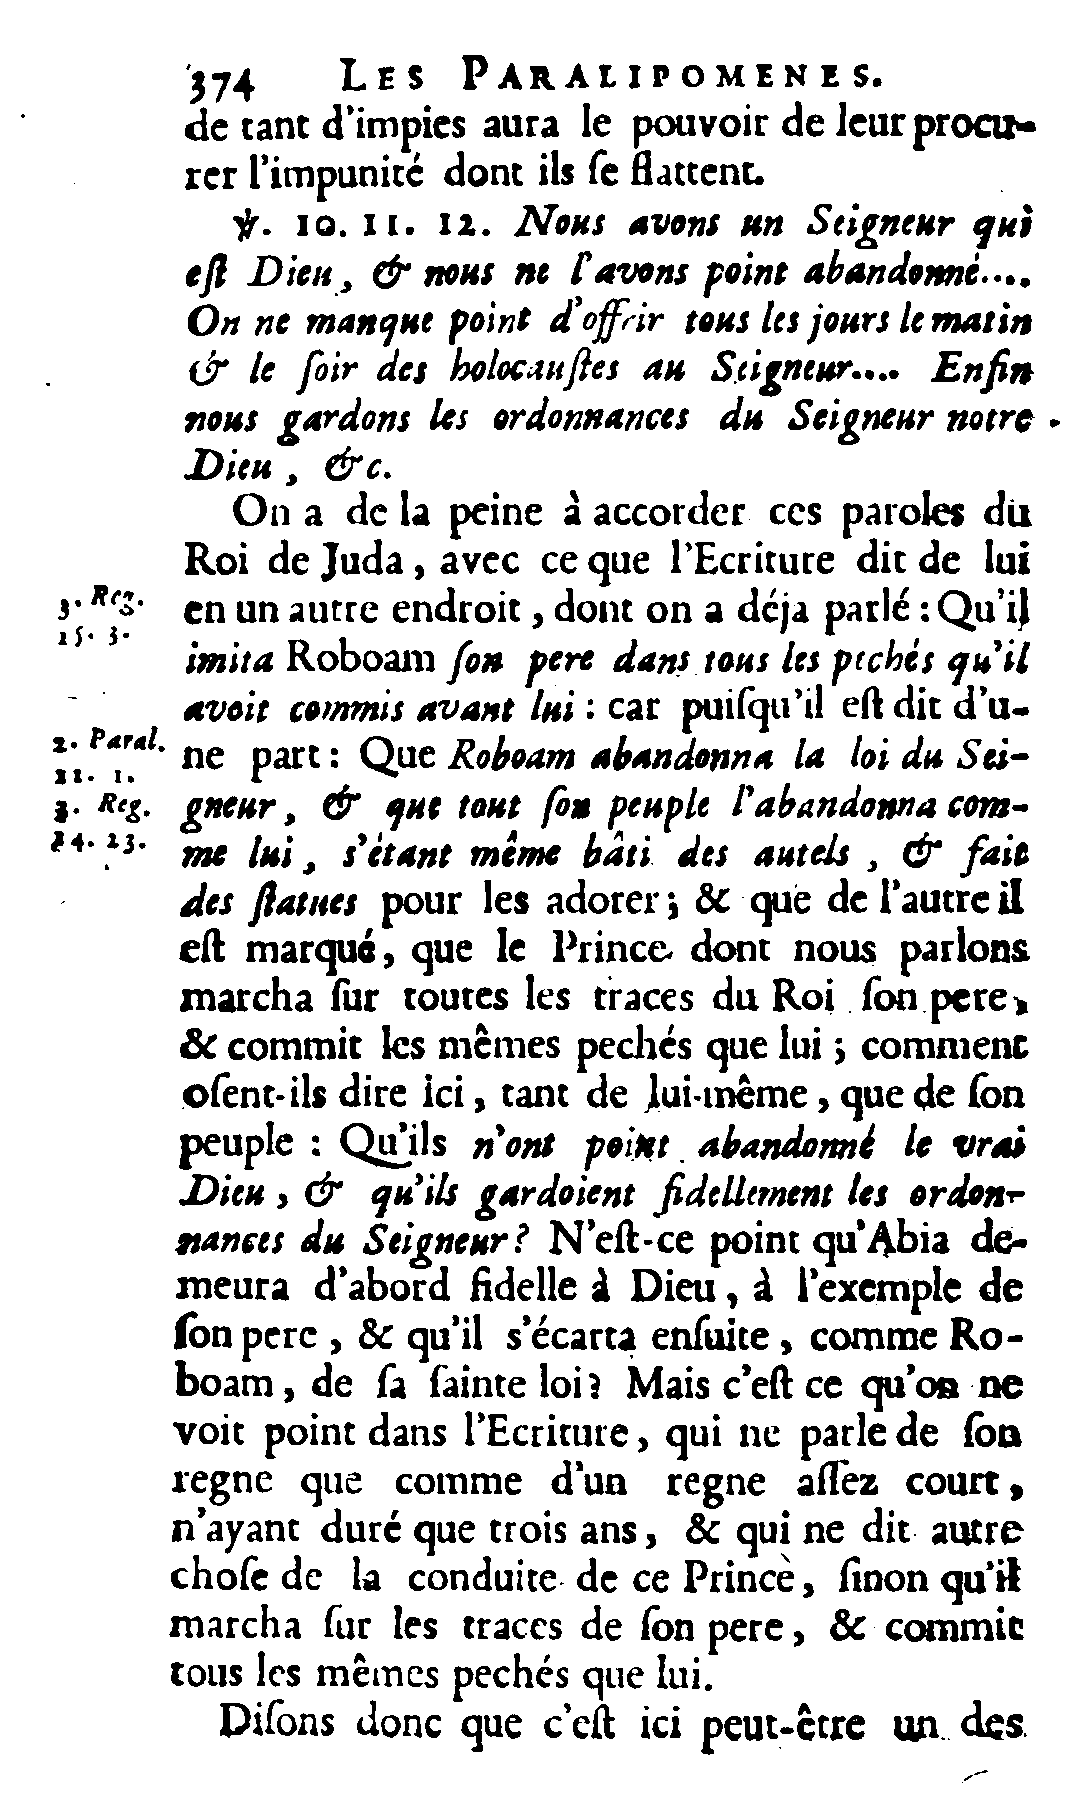 374 LES PARALIPOMENES.
de tant d'impies aura le pouvoir de leur procu-
rer l'impunité dont ils ſe flattent.
℣. 10. 11. 12. Nous avons un Seigneur qui
eſt Dieu, & nous ne l'avons point abandonné....
On ne manque point d'offrir tous les jours le matin
& le ſoir des holocauſtes au Seigneur.... Enfin
nous gardons les ordonnances du Seigneur notre
Dieu, &c.
On a de la peine à accorder ces paroles du
Roi de Juda, avec ce que l'Ecriture dit de lui
3. Reg.
15. 3.
en un autre endroit, dont on a déja parlé : Qu'il
imita Roboam ſon pere dans tous les pechés qu'il
avoit commis avant lui : car puiſqu'il eſt dit d'u-
2. Paral.
12. 1.
3. Reg.
14. 23.
ne part : Que Roboam abandonna la loi du Sei-
gneur, & que tout ſon peuple l'abandonna com-
me lui, s'étant même bâti des autels, & fait
des ſtatues pour les adorer ; & que de l'autre il
eſt marqué, que le Prince dont nous parlons
marcha ſur toutes les traces du Roi ſon pere,
& commit les mêmes pechés que lui ; comment
oſent-ils dire ici, tant de lui-même, que de ſon
peuple : Qu'ils n'ont point abandonné le vrai
Dieu, & qu'ils gardoient fidellement les ordon-
nances du Seigneur ? N'eſt-ce point qu'Abia de-
meura d'abord fidelle à Dieu, à l'exemple de
ſon pere, & qu'il s'écarta enſuite, comme Ro-
boam, de ſa ſainte loi ? Mais c'eſt ce qu'on ne
voit point dans l'Ecriture, qui ne parle de ſon
regne que comme d'un regne aſſez court,
n'ayant duré que trois ans, & qui ne dit autre
choſe de la conduite de ce Prince, ſinon qu'il
marcha ſur les traces de ſon pere, & commit
tous les mêmes pechés que lui.
Diſons donc que c'eſt ici peut-être un des